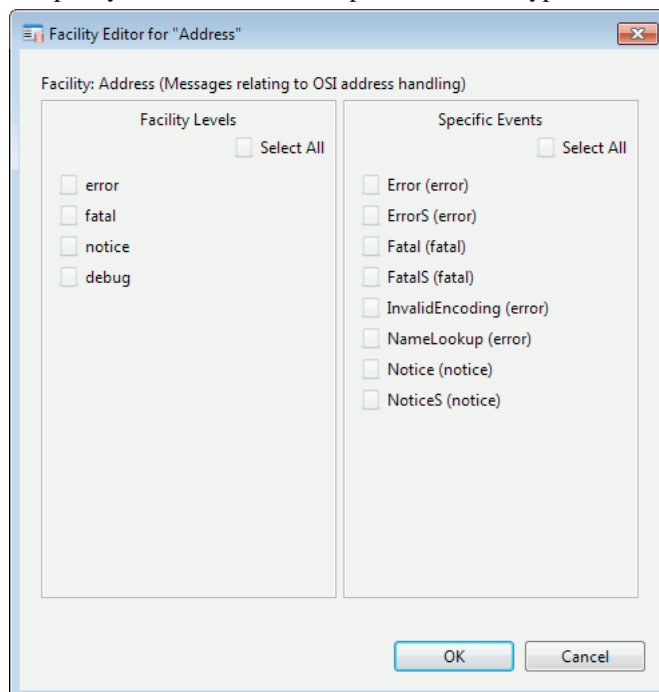 Facility Editor for "Address"
Facility: Address (Messages relating to OSI address handling)
Facility Levels
Select All
error
fatal
notice
debug
Specific Events
Select All
Error (error)
ErrorS (error)
Fatal (fatal)
FatalS (fatal)
InvalidEncoding (error)
NameLookup (error)
Notice (notice)
NoticeS (notice)
OK
Cancel